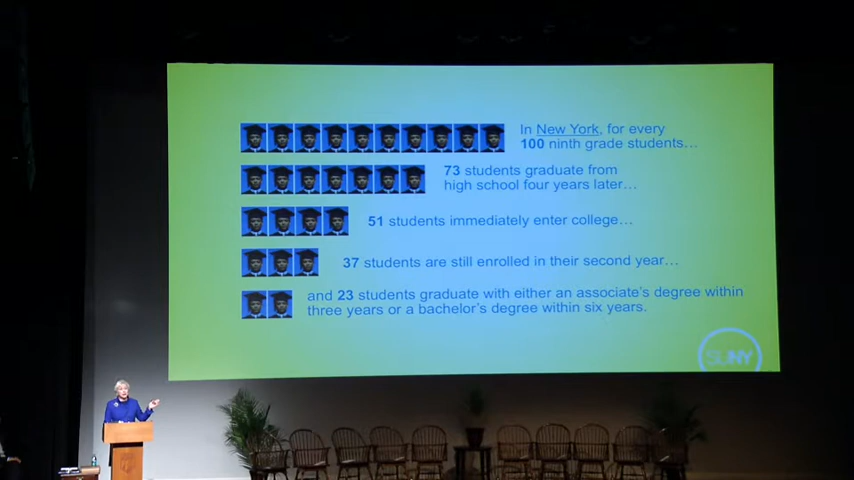 In New York, for every
100 ninth grade students...
73 students graduate from
high school four years later...
51 students immediately enter college...
37 students are still enrolled in their second year...
and 23 students graduate with either an associate's degree within
three years or a bachelor's degree within six years.
SUNY